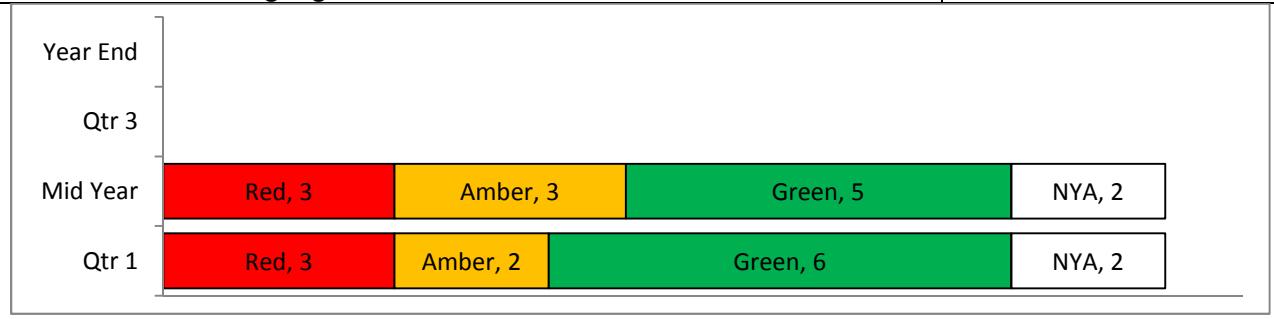 Year End
Qtr 3
Mid Year Red, 3 Amber, 3 Green, 5 NYA, 2
Qtr 1 Red, 3 Amber, 2 Green, 6 NYA, 2